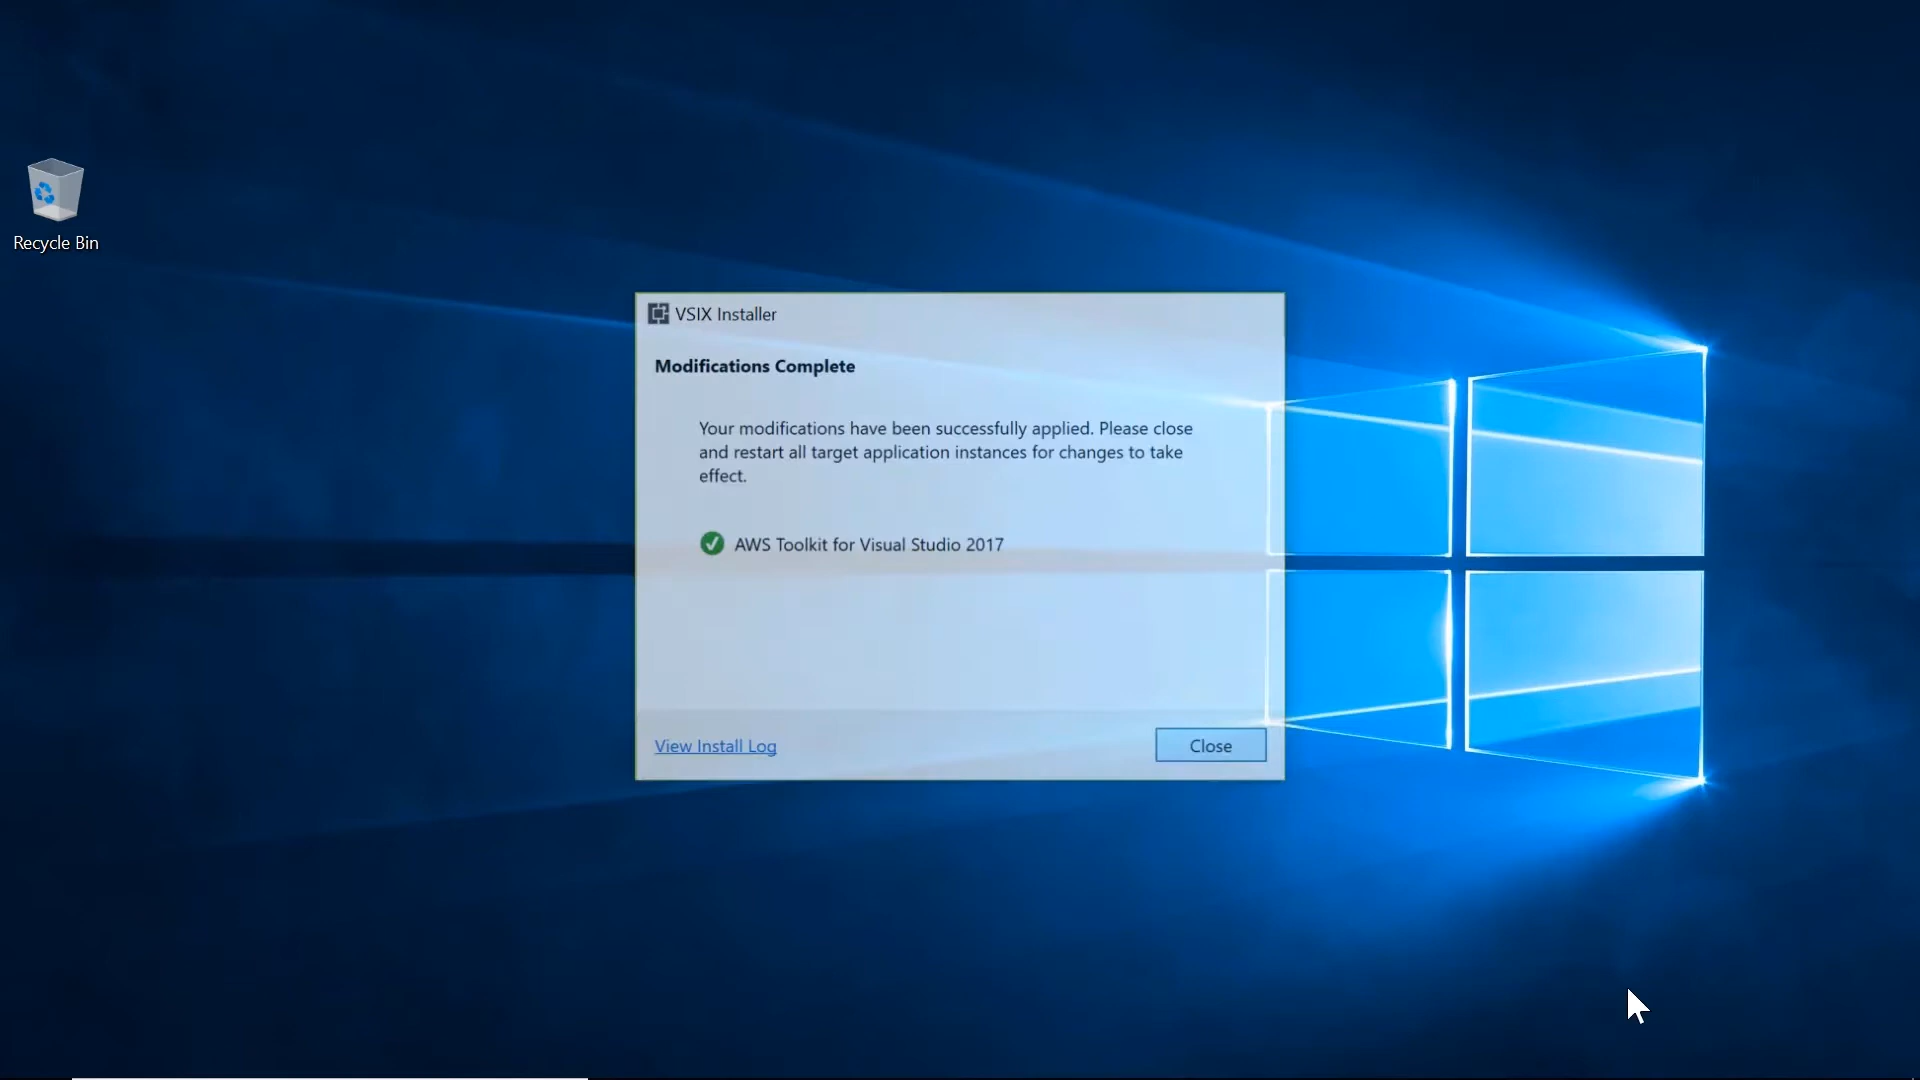 Recycle Bin
VSIX Installer
Modifications Complete
Your modifications have been successfully applied. Please close
and restart all target application instances for changes to take
effect.
AWS Toolkit for Visual Studio 2017
View Install Log
Close